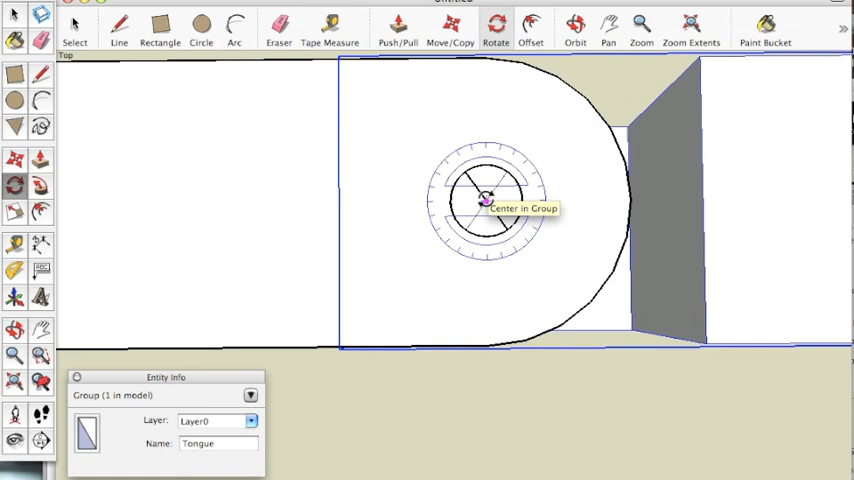 Untitled
Select Line Rectangle Circle Arc Eraser Tape Measure Push/Pull Move/Copy Rotate Offset Orbit Pan Zoom Zoom Extents Paint Bucket
Top
Center in Group
Entity Info
Group (1 in model)
Layer: Layer0
Name: Tongue